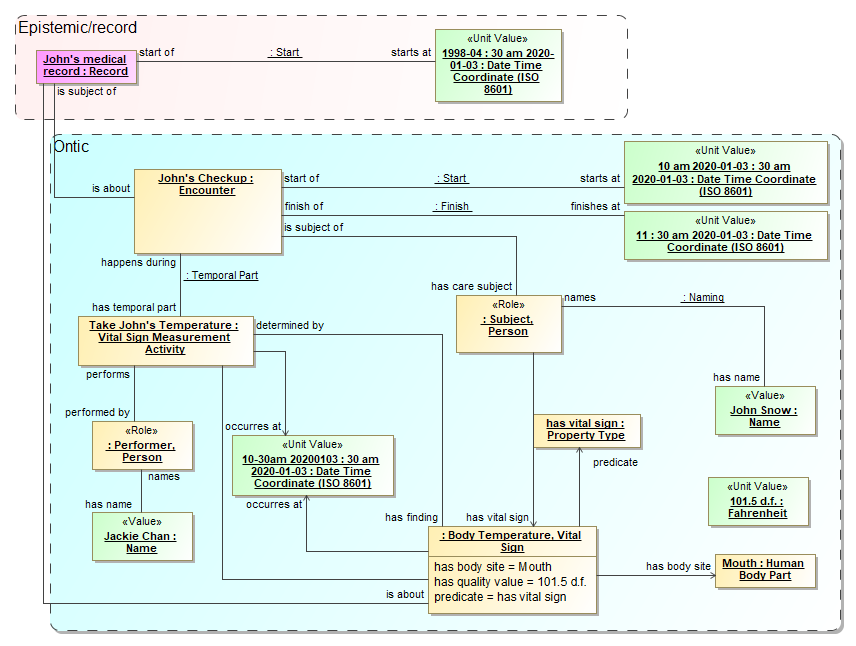 Epistemic/record
John's medical
record : Record
start of
: Start
starts at
«Unit Value»
1998-04 : 30 am 2020-
01-03 : Date Time
Coordinate (ISO
8601)
is subject of
Ontic
is about
John's Checkup :
Encounter
start of
: Start
starts at
«Unit Value»
10 am 2020-01-03 : 30 am
2020-01-03 : Date Time Coordinate
(ISO 8601)
finish of
: Finish
finishes at
«Unit Value»
11 : 30 am 2020-01-03 : Date Time
Coordinate (ISO 8601)
is subject of
happens during
: Temporal Part
has temporal part
has care subject
«Role»
: Subject,
Person
names
: Naming
has name
«Value»
John Snow :
Name
Take John's Temperature :
Vital Sign Measurement
Activity
determined by
performs
performed by
«Role»
: Performer,
Person
names
has name
«Value»
Jackie Chan :
Name
occurres at
«Unit Value»
10-30am 20200103 : 30 am
2020-01-03 : Date Time
Coordinate (ISO 8601)
occurres at
has vital sign :
Property Type
predicate
«Unit Value»
101.5 d.f. :
Fahrenheit
has finding
has vital sign
: Body Temperature, Vital
Sign
has body site = Mouth
has quality value = 101.5 d.f.
predicate = has vital sign
is about
has body site
Mouth : Human
Body Part